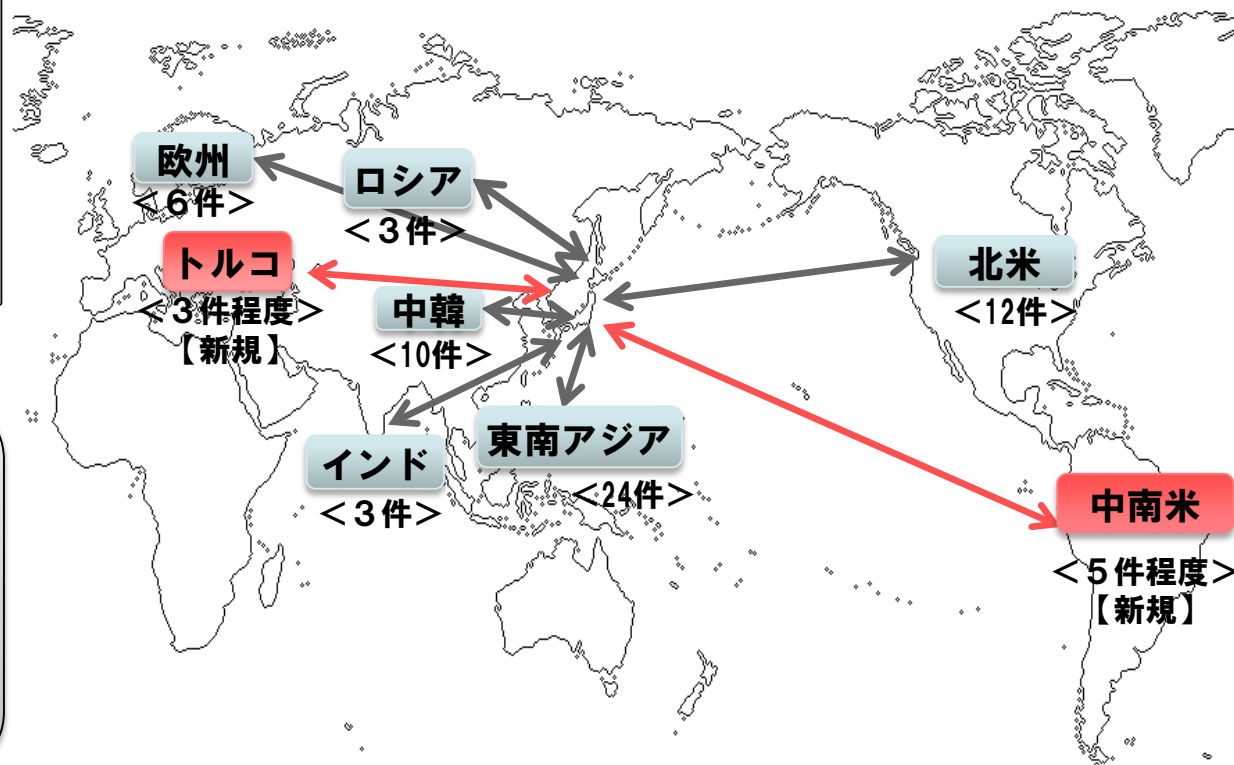 欧州
<6件>
ロシア
<3件>
トルコ
<3件程度>
【新規】
中韓
<10件>
インド
<3件>
東南アジア
<24件>
北米
<12件>
中南米
<5件程度>
【新規】